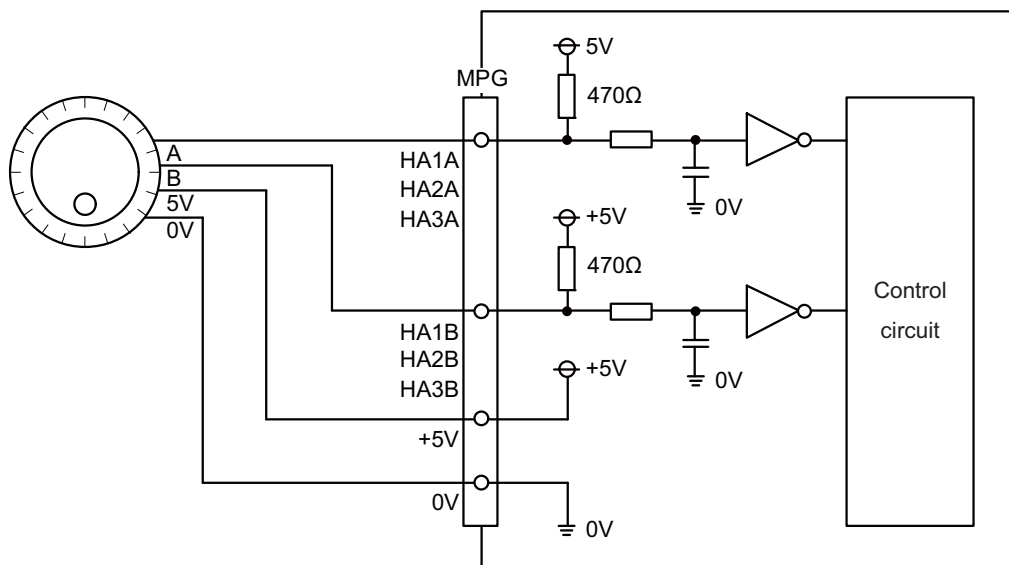 5V
MPG
470Ω
A
B
5V
0V
HA1A
HA2A
HA3A
0V
+5V
470Ω
Control
circuit
HA1B
HA2B
HA3B
0V
+5V
+5V
0V
0V